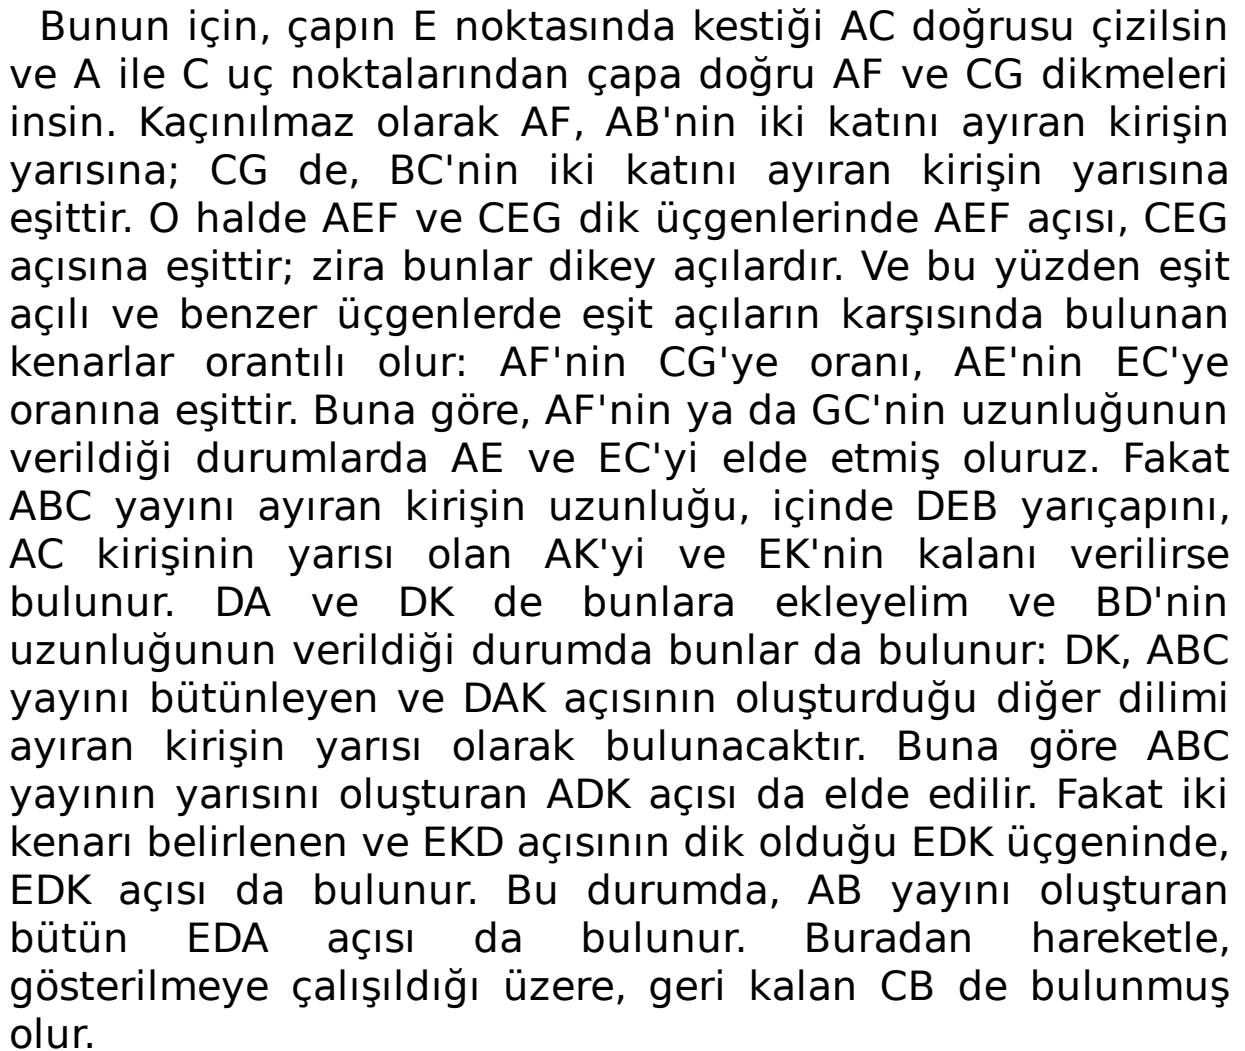 Bunun için, çapın E noktasında kestiği AC doğrusu çizilsin
ve A ile C uç noktalarından çapa doğru AF ve CG dikmeleri
insin. Kaçınılmaz olarak AF, AB'nin iki katını ayıran kirişin
yarısına; CG de, BC'nin iki katını ayıran kirişin yarısına
eşittir. O halde AEF ve CEG dik üçgenlerinde AEF açısı, CEG
açısına eşittir; zira bunlar dikey açılardır. Ve bu yüzden eşit
açılı ve benzer üçgenlerde eşit açıların karşısında bulunan
kenarlar orantılı olur: AF'nin CG'ye oranı, AE'nin EC'ye
oranına eşittir. Buna göre, AF'nin ya da GC'nin uzunluğunun
verildiği durumlarda AE ve EC'yi elde etmiş oluruz. Fakat
ABC yayını ayıran kirişin uzunluğu, içinde DEB yarıçapını,
AC kirişinin yarısı olan AK'yi ve EK'nin kalanı verilirse
bulunur. DA ve DK de bunlara ekleyelim ve BD'nin
uzunluğunun verildiği durumda bunlar da bulunur: DK, ABC
yayını bütünleyen ve DAK açısının oluşturduğu diğer dilimi
ayıran kirişin yarısı olarak bulunacaktır. Buna göre ABC
yayının yarısını oluşturan ADK açısı da elde edilir. Fakat iki
kenarı belirlenen ve EKD açısının dik olduğu EDK üçgeninde,
EDK açısı da bulunur. Bu durumda, AB yayını oluşturan
bütün EDA açısı da bulunur. Buradan hareketle,
gösterilmeye çalışıldığı üzere, geri kalan CB de bulunmuş
olur.